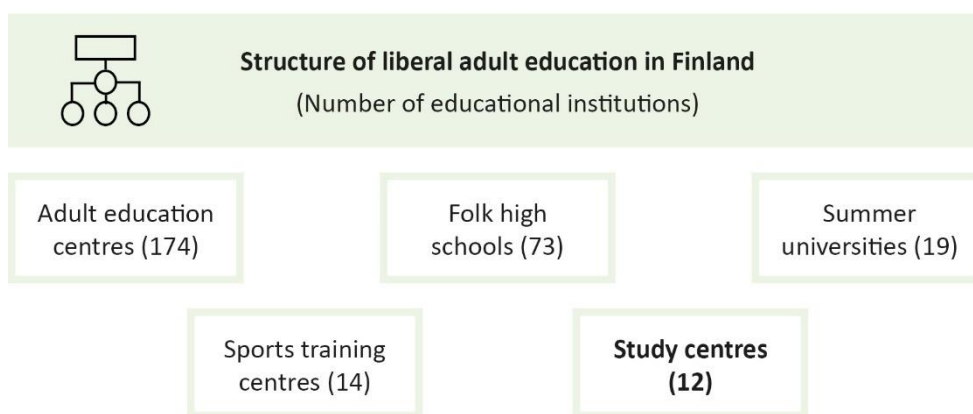 Structure of liberal adult education in Finland
(Number of educational institutions)
Adult education
centres (174)
Folk high
schools (73)
Summer
universities (19)
Sports training
centres (14)
Study centres
(12)